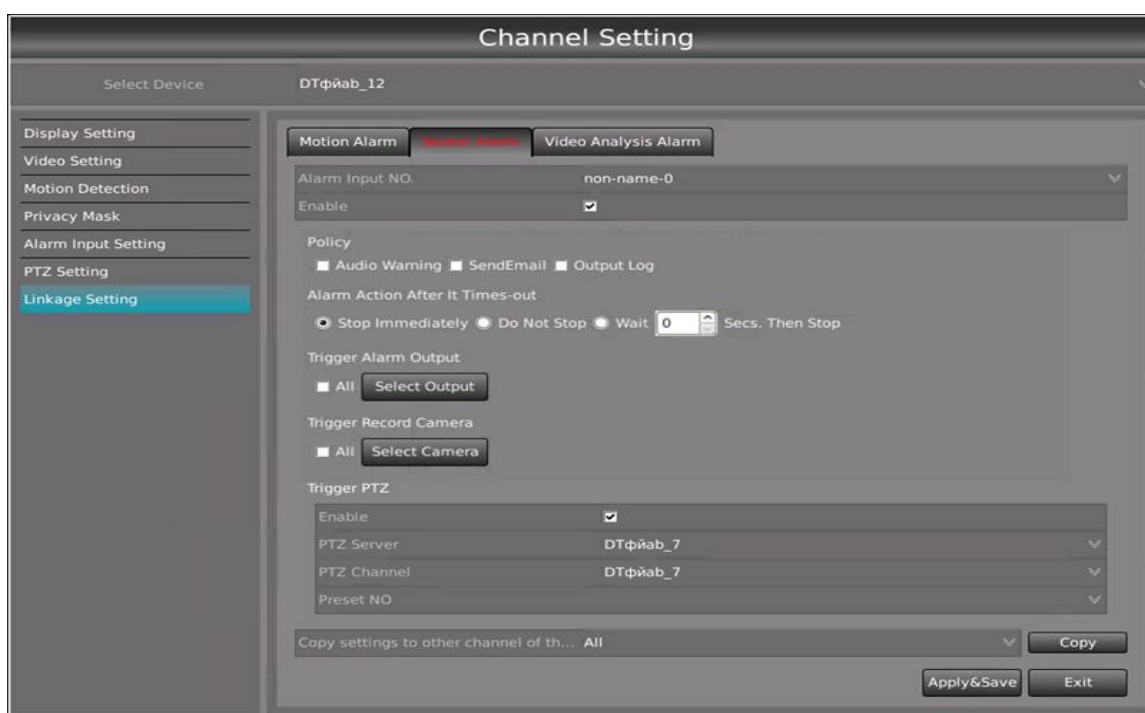 Channel Setting
Select Device DTфйab_12
Display Setting
Video Setting
Motion Detection
Privacy Mask
Alarm Input Setting
PTZ Setting
Linkage Setting
Motion Alarm Video Analysis Alarm
Alarm Input NO. non-name-0
Enable
Policy
Audio Warning SendEmail Output Log
Alarm Action After It Times-out
Stop Immediately Do Not Stop Wait 0 Secs. Then Stop
Trigger Alarm Output
All Select Output
Trigger Record Camera
All Select Camera
Trigger PTZ
Enable
PTZ Server DTфйab_7
PTZ Channel DTфйab_7
Preset NO
Copy settings to other channel of th... All Copy
Apply&Save Exit